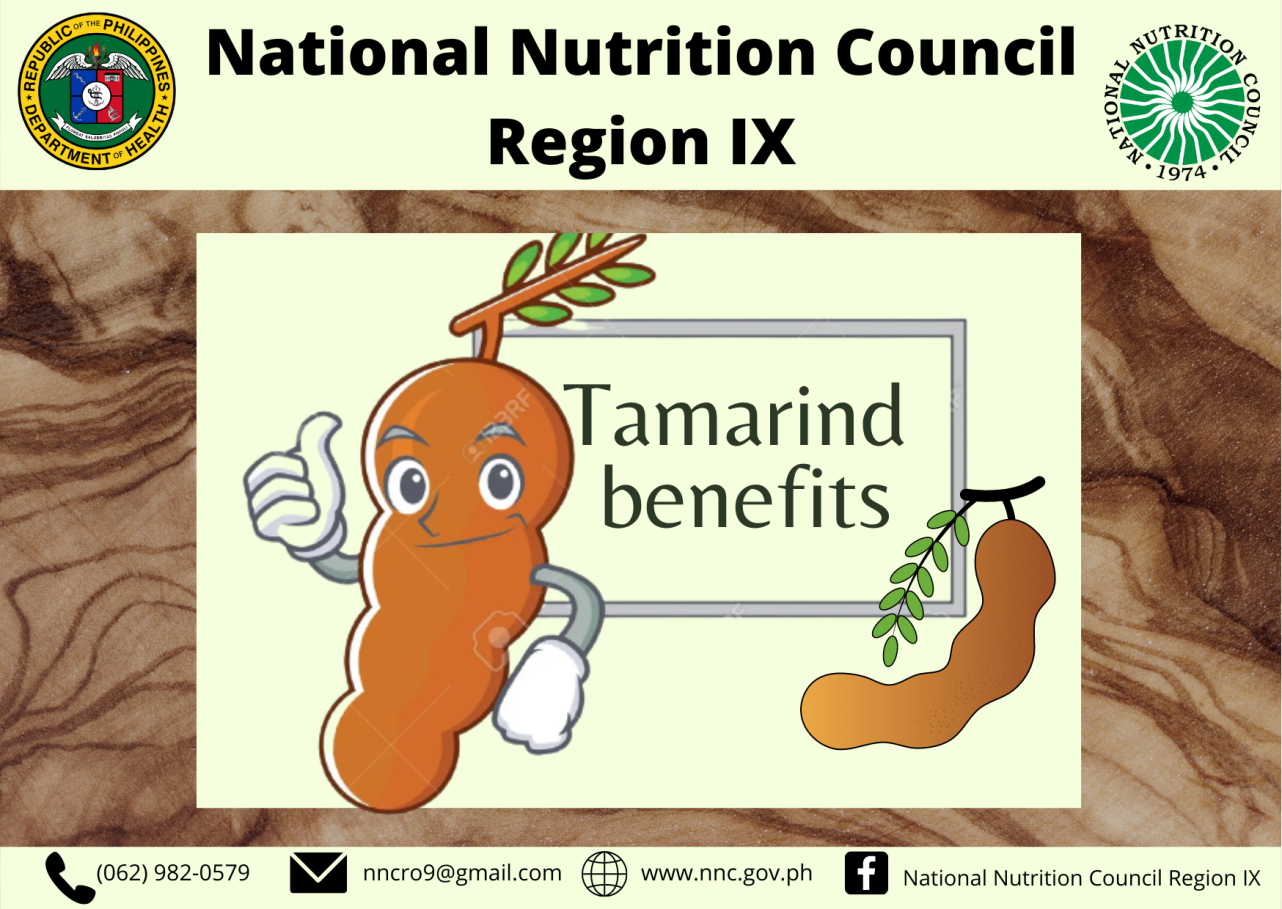 REPUBLIC OF THE PHILIPPINES
DEPARTMENT OF HEALTH
National Nutrition Council
Region IX
NATIONAL NUTRITION COUNCIL
• 1974 •
Tamarind
benefits
123RF
(062) 982-0579
nncro9@gmail.com
www.nnc.gov.ph
National Nutrition Council Region IX